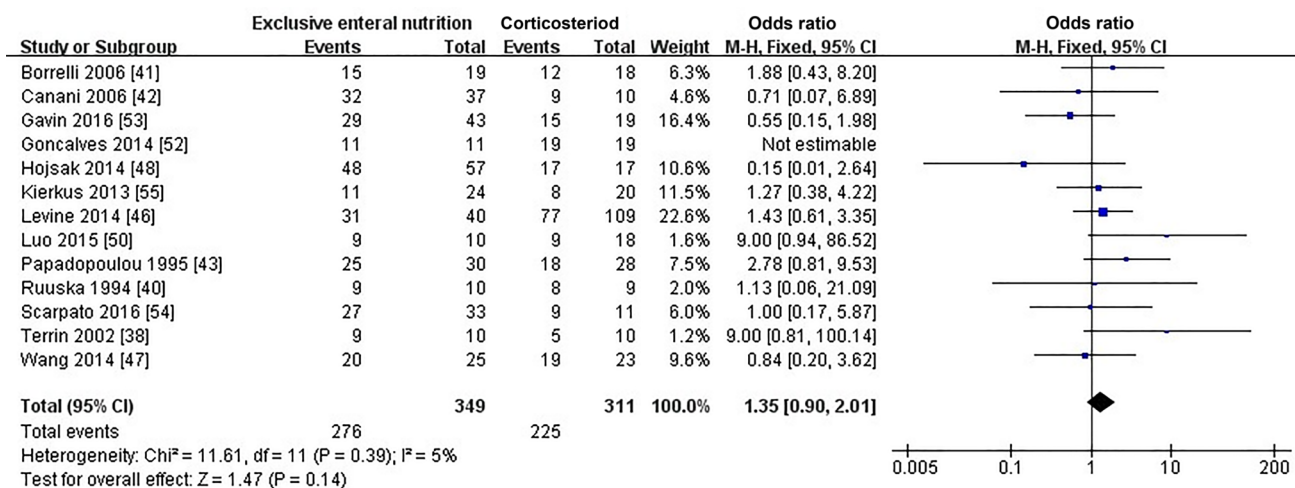 Exclusive enteral nutrition Corticosteriod Odds ratio Odds ratio
Study or Subgroup Events Total Events Total Weight M-H, Fixed, 95% CI M-H, Fixed, 95% CI
Borrelli 2006 [41] 15 19 12 18 6.3% 1.88 [0.43, 8.20]
Canani 2006 [42] 32 37 9 10 4.6% 0.71 [0.07, 6.89]
Gavin 2016 [53] 29 43 15 19 16.4% 0.55 [0.15, 1.98]
Goncalves 2014 [52] 11 11 19 19 Not estimable
Hojsak 2014 [48] 48 57 17 17 10.6% 0.15 [0.01, 2.64]
Kierkus 2013 [55] 11 24 8 20 11.5% 1.27 [0.38, 4.22]
Levine 2014 [46] 31 40 77 109 22.6% 1.43 [0.61, 3.35]
Luo 2015 [50] 9 10 9 18 1.6% 9.00 [0.94, 86.52]
Papadopoulou 1995 [43] 25 30 18 28 7.5% 2.78 [0.81, 9.53]
Ruuska 1994 [40] 9 10 8 9 2.0% 1.13 [0.06, 21.09]
Scarpato 2016 [54] 27 33 9 11 6.0% 1.00 [0.17, 5.87]
Terrin 2002 [38] 9 10 5 10 1.2% 9.00 [0.81, 100.14]
Wang 2014 [47] 20 25 19 23 9.6% 0.84 [0.20, 3.62]
Total (95% CI) 349 311 100.0% 1.35 [0.90, 2.01]
Total events 276 225
Heterogeneity: Chi² = 11.61, df = 11 (P = 0.39); I² = 5%
Test for overall effect: Z = 1.47 (P = 0.14)
0.005 0.1 1 10 200